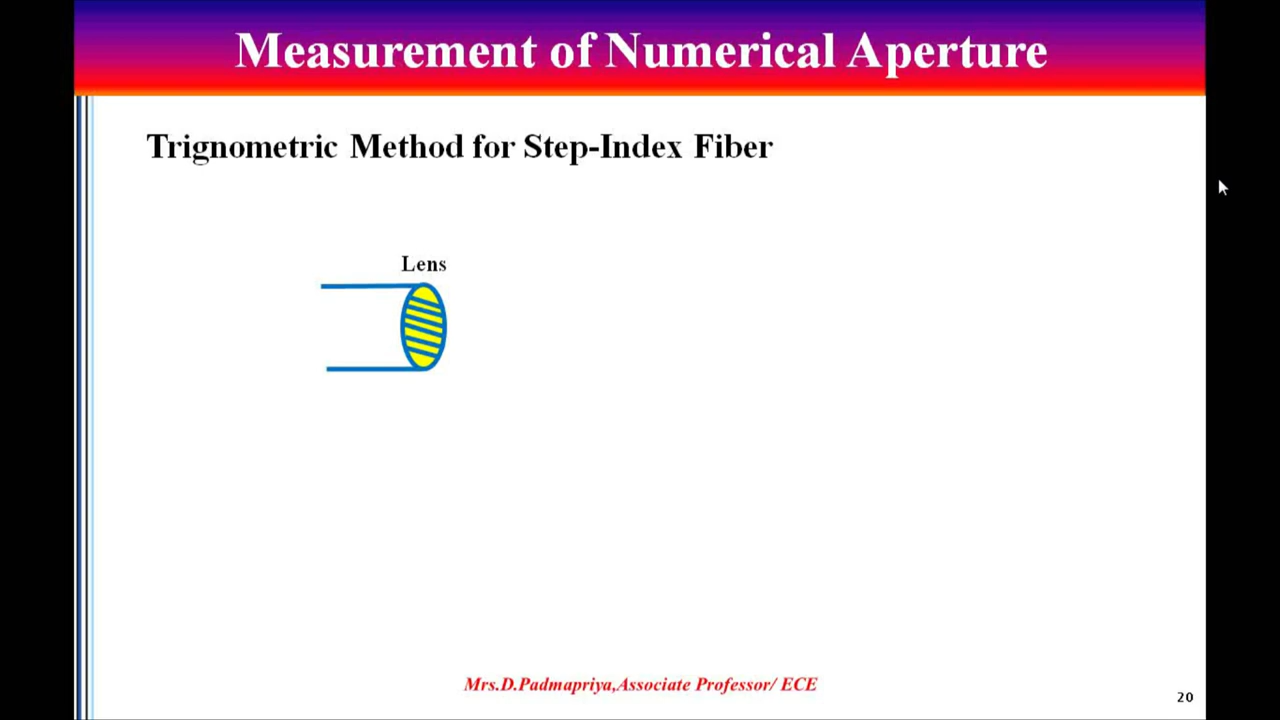 Measurement of Numerical Aperture
Trignometric Method for Step-Index Fiber
Lens
Mrs.D.Padmapriya,Associate Professor/ ECE
20